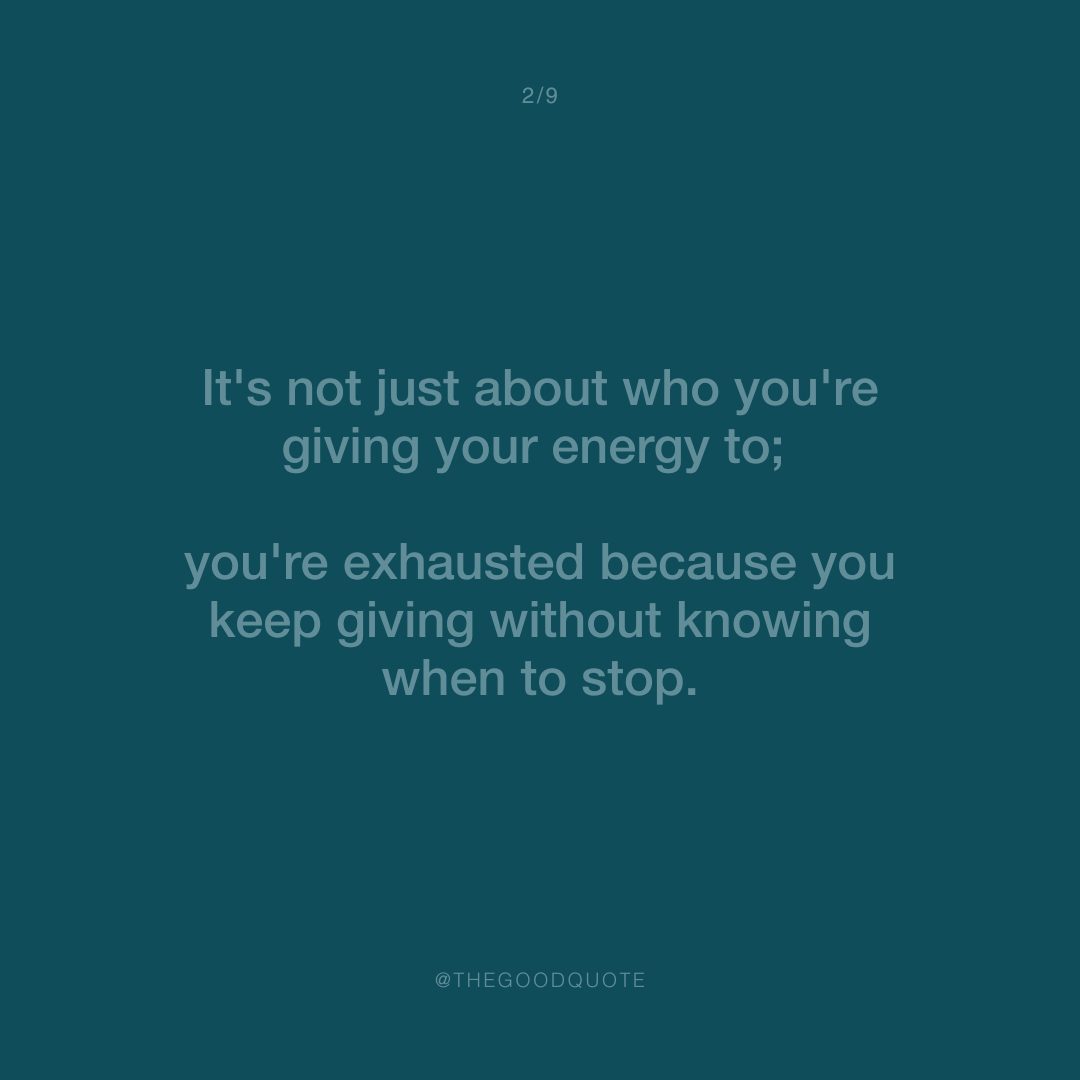 2/9
It's not just about who you're
giving your energy to;
you're exhausted because you
keep giving without knowing
when to stop.
@THEGOODQUOTE